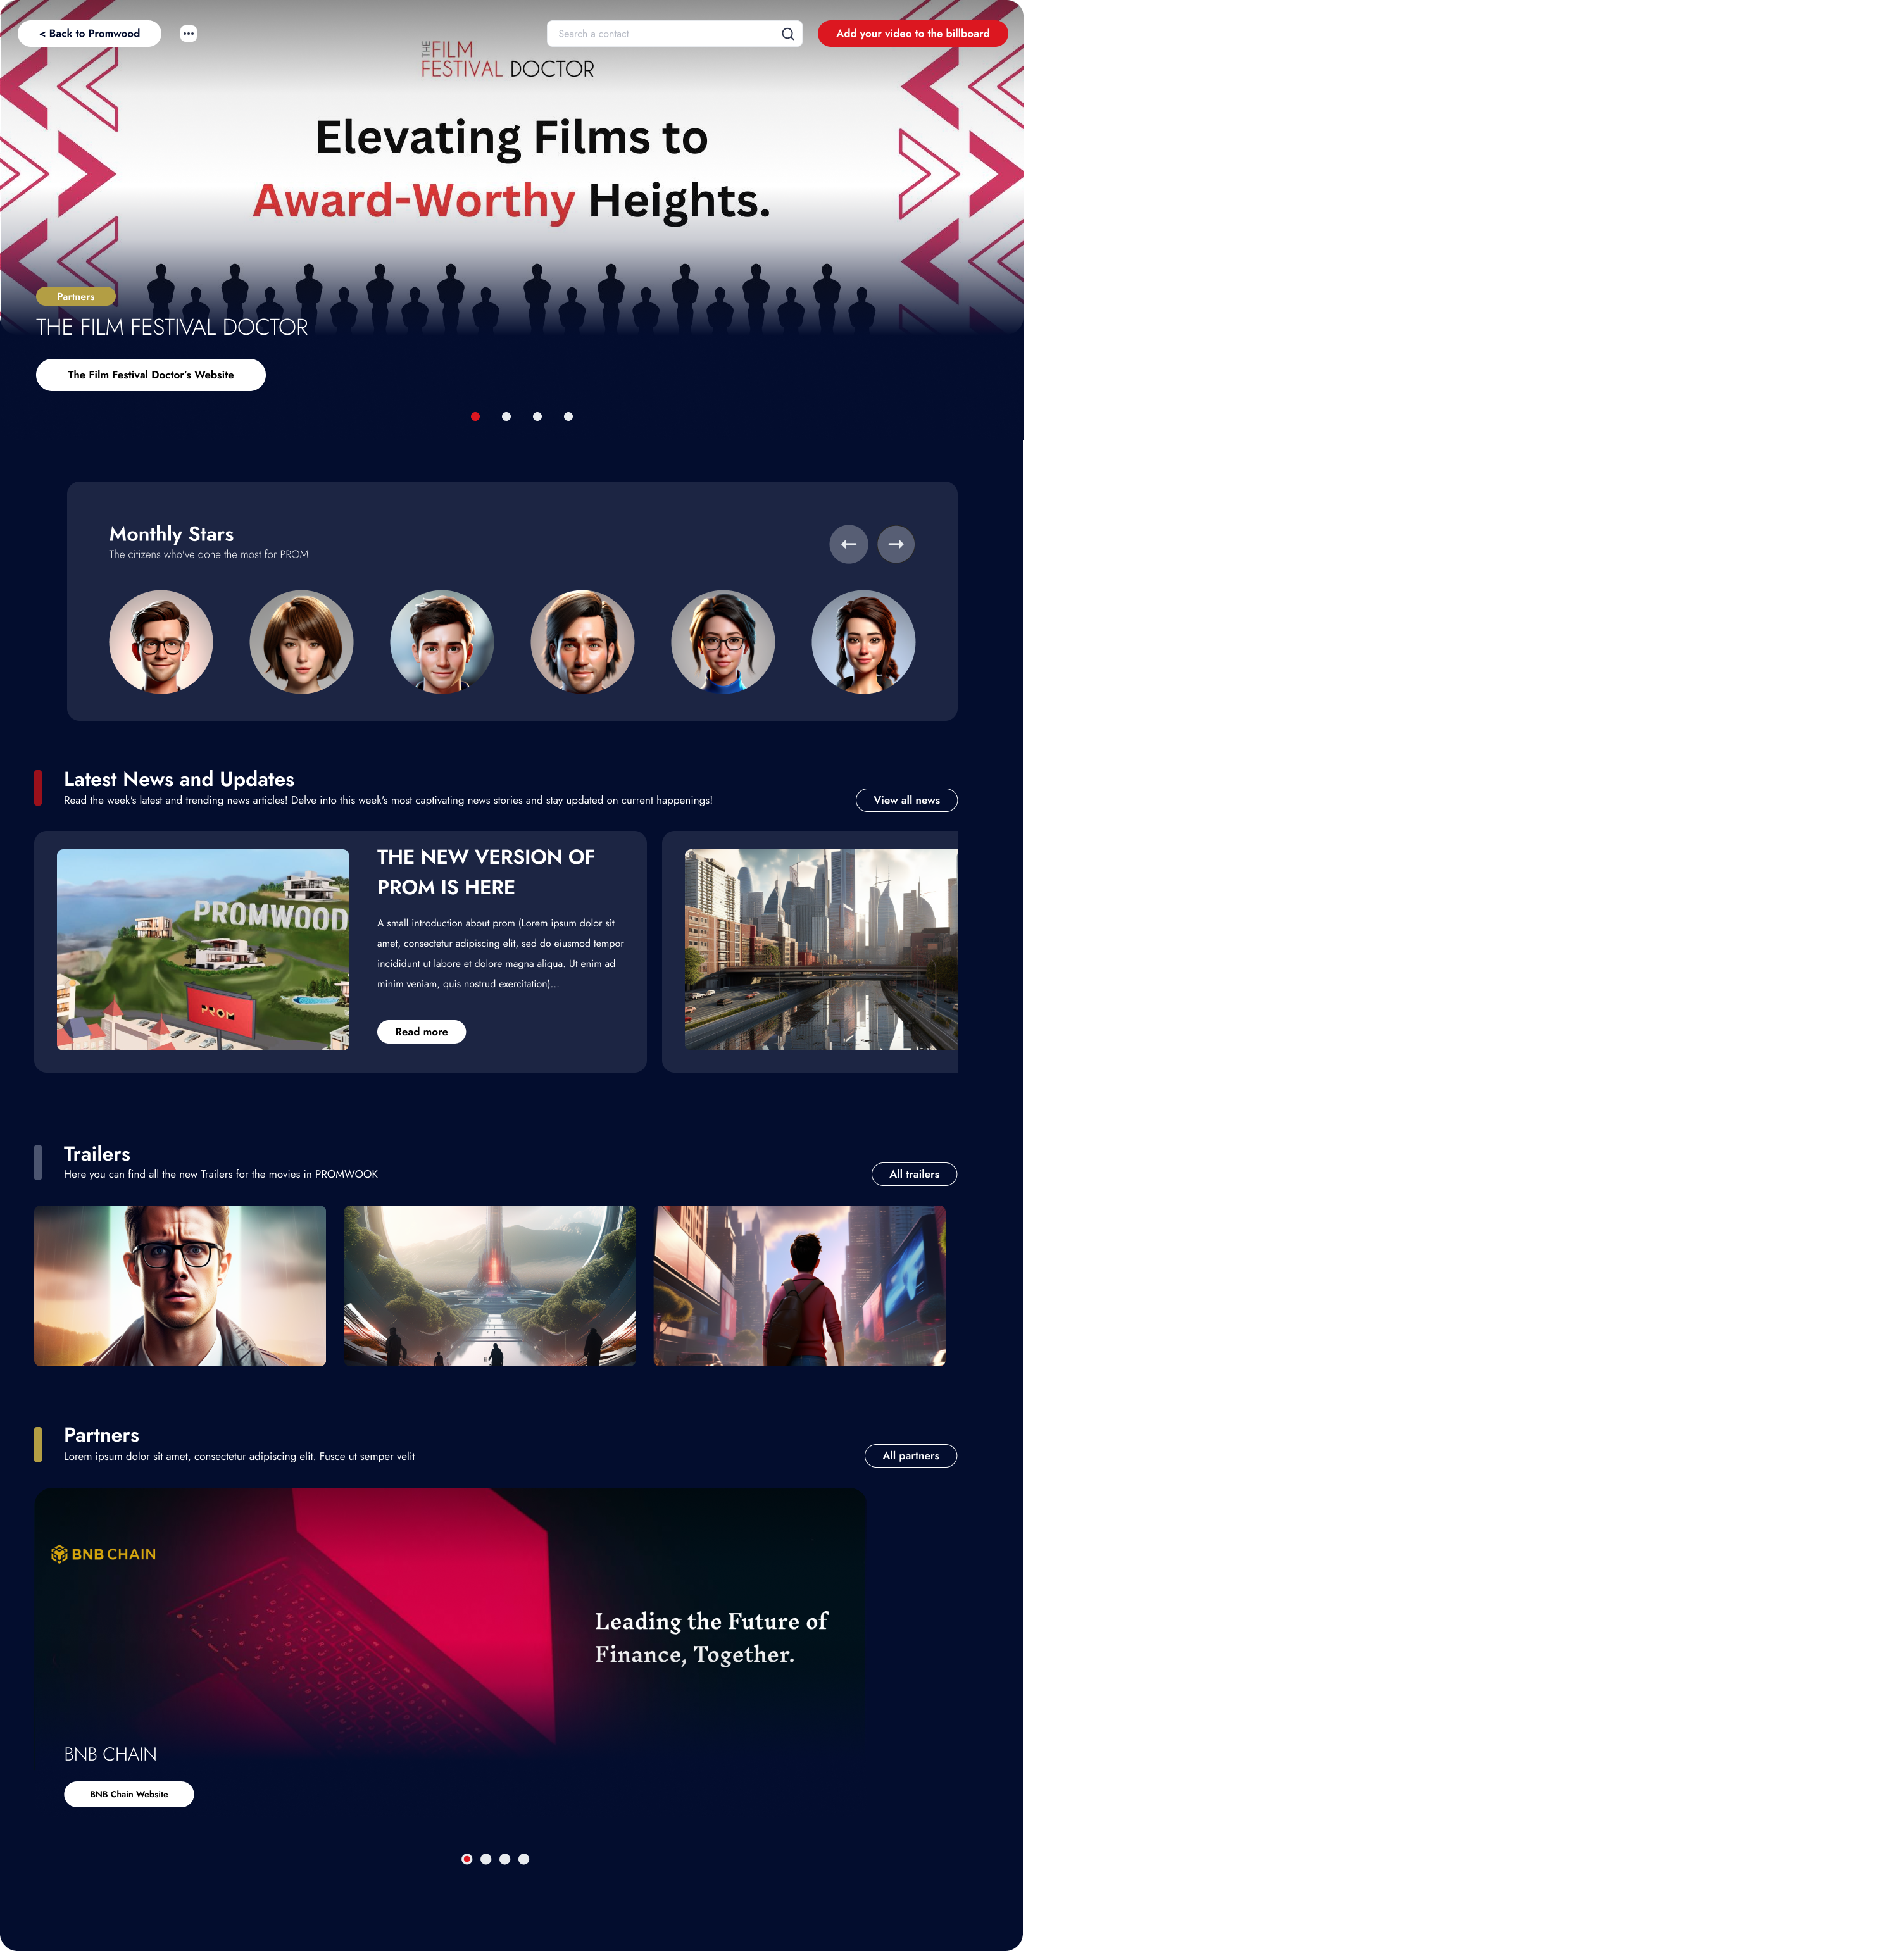 < Back to Promwood
Search a contact
Add your video to the billboard
THE FILM
FESTIVAL DOCTOR
Elevating Films to
Award-Worthy Heights.
Partners
THE FILM FESTIVAL DOCTOR
The Film Festival Doctor's Website
Monthly Stars
The citizens who've done the most for PROM
Latest News and Updates
Read the week's latest and trending news articles! Delve into this week's most captivating news stories and stay updated on current happenings!
View all news
PROMWOOD
PROM
THE NEW VERSION OF
PROM IS HERE
A small introduction about prom (Lorem ipsum dolor sit
amet, consectetur adipiscing elit, sed do eiusmod tempor
incididunt ut labore et dolore magna aliqua. Ut enim ad
minim veniam, quis nostrud exercitation)...
Read more
Trailers
Here you can find all the new Trailers for the movies in PROMWOOK
All trailers
Partners
Lorem ipsum dolor sit amet, consectetur adipiscing elit. Fusce ut semper velit
All partners
BNB CHAIN
Leading the Future of
Finance, Together.
BNB CHAIN
BNB Chain Website